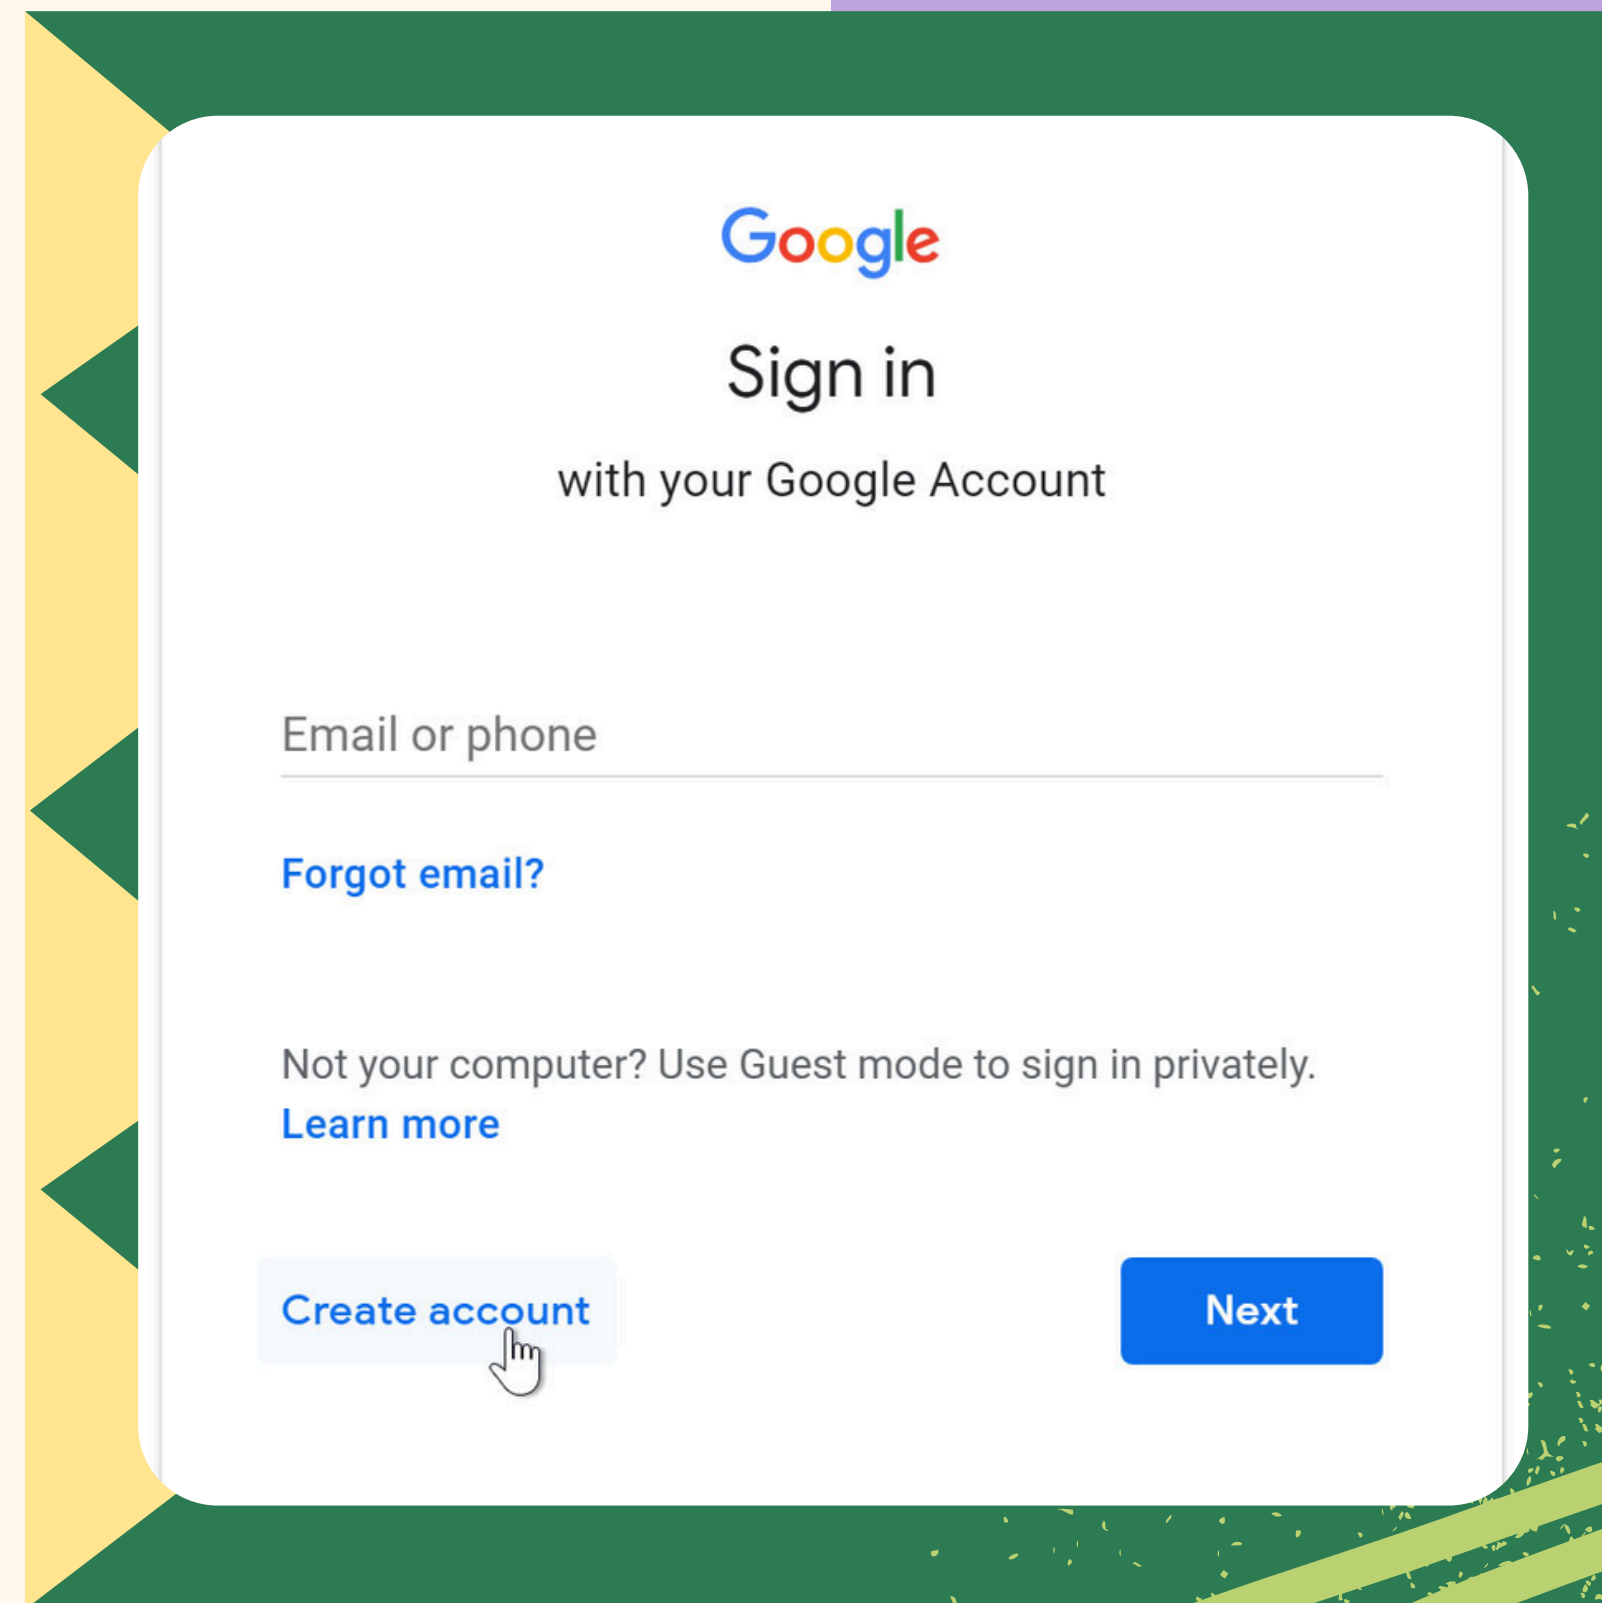 Google
Sign in
with your Google Account
Email or phone
Forgot email?
Not your computer? Use Guest mode to sign in privately.
Learn more
Create account
Next